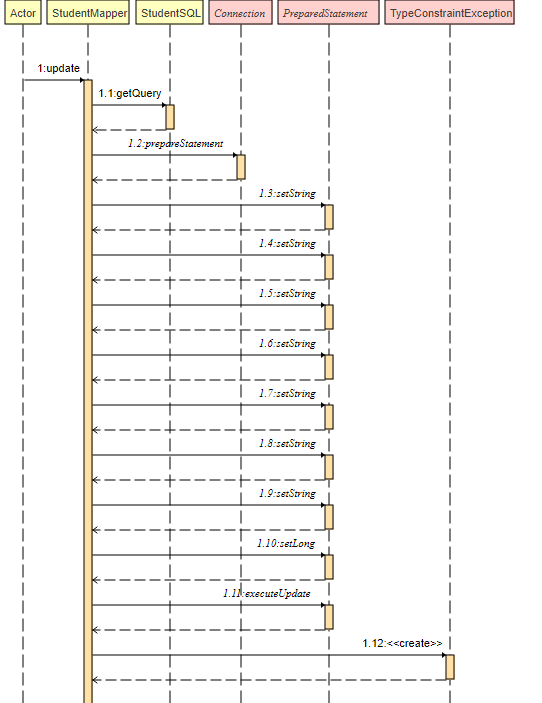 Actor StudentMapper StudentSQL Connection PreparedStatement TypeConstraintException
1:update
1.1:getQuery
1.2:prepareStatement
1.3:setString
1.4:setString
1.5:setString
1.6:setString
1.7:setString
1.8:setString
1.9:setString
1.10:setLong
1.11:executeUpdate
1.12:<<create>>